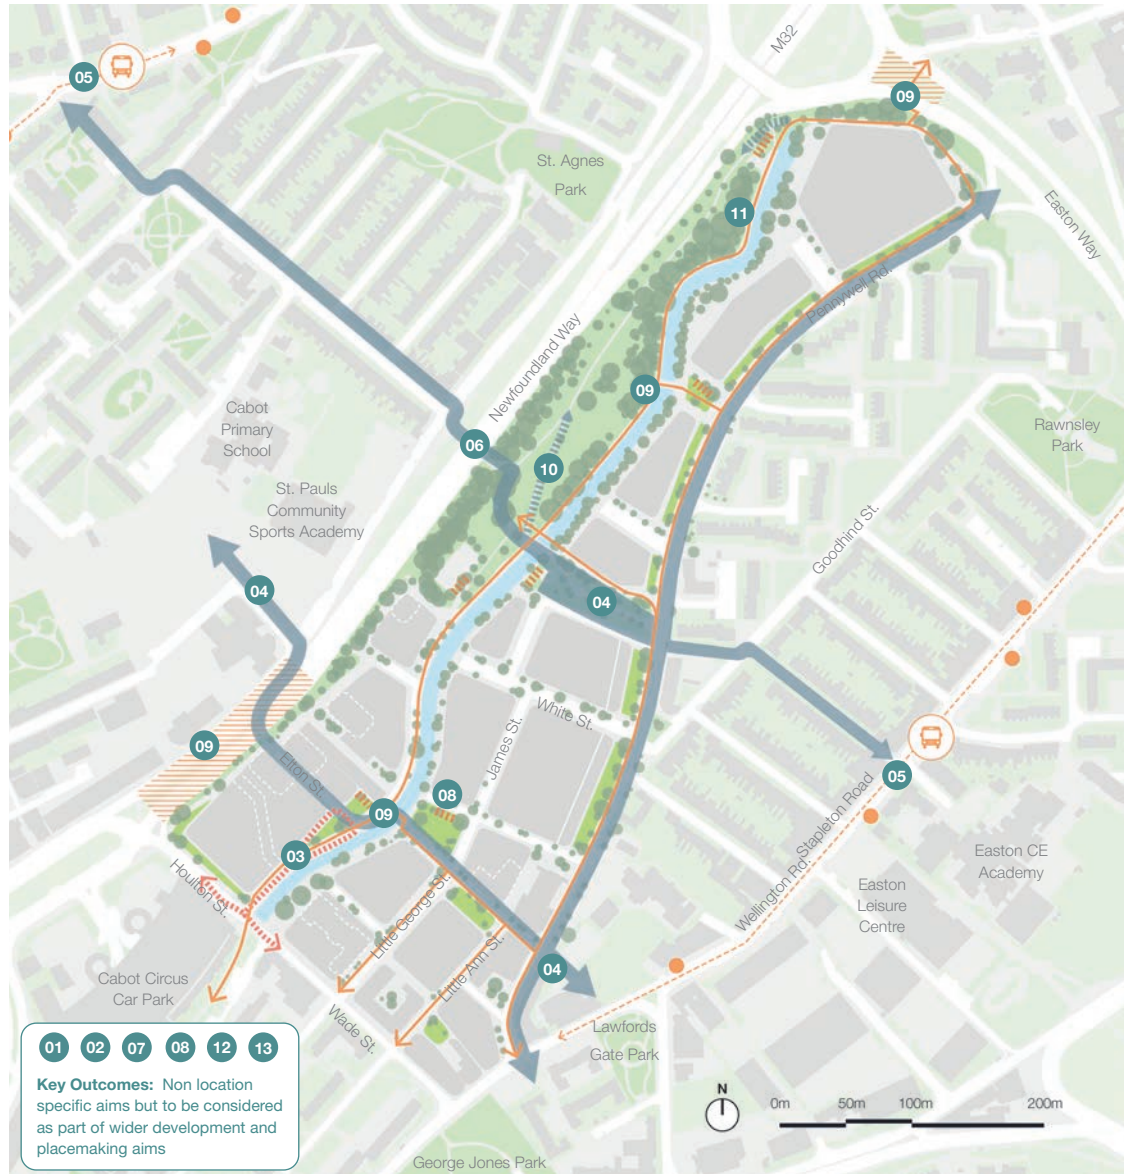 M32
05
09
St. Agnes
Park
11
Easton Way
Pennywell Rd.
Newfoundland Way
09
Cabot
Primary
School
Rawnsley
Park
06
10
St. Pauls
Community
Sports Academy
Goodhind St.
04
04
White St.
James St.
09
Elton St.
08
05
09
03
Stapleton Road
Wellington Rd.
Easton CE
Academy
Houlton St.
Little George St.
Easton
Leisure
Centre
Little Ann St.
04
Cabot Circus
Car Park
Wade St.
Lawfords
Gate Park
01 02 07 08 12 13
Key Outcomes: Non location
specific aims but to be considered
as part of wider development and
placemaking aims
N
0m 50m 100m 200m
George Jones Park